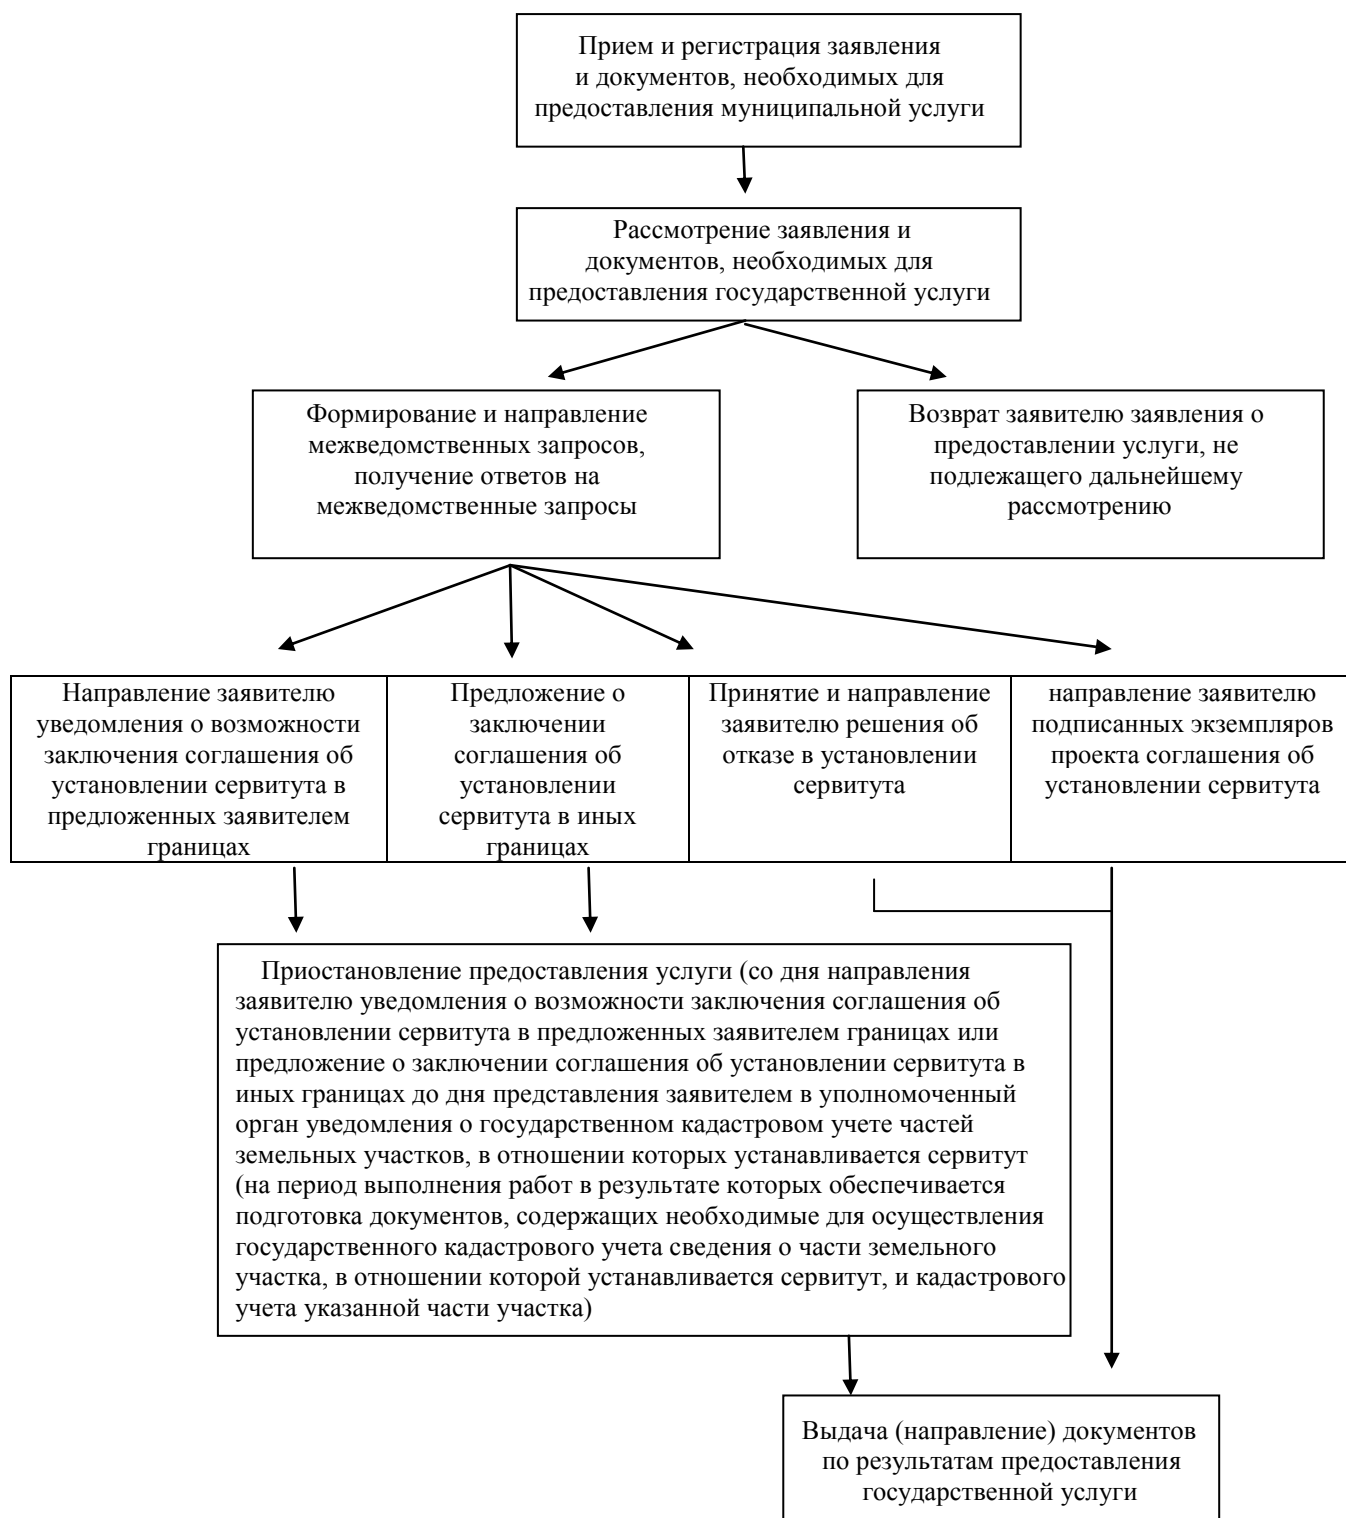 Прием и регистрация заявления
и документов, необходимых для
предоставления муниципальной услуги
Рассмотрение заявления и
документов, необходимых для
предоставления государственной услуги
Формирование и направление
межведомственных запросов,
получение ответов на
межведомственные запросы
Возврат заявителю заявления о
предоставлении услуги, не
подлежащего дальнейшему
рассмотрению
Направление заявителю
уведомления о возможности
заключения соглашения об
установлении сервитута в
предложенных заявителем
границах
Предложение о
заключении
соглашения об
установлении
сервитута в иных
границах
Принятие и направление
заявителю решения об
отказе в установлении
сервитута
направление заявителю
подписанных экземпляров
проекта соглашения об
установлении сервитута
Приостановление предоставления услуги (со дня направления
заявителю уведомления о возможности заключения соглашения об
установлении сервитута в предложенных заявителем границах или
предложение о заключении соглашения об установлении сервитута в
иных границах до дня представления заявителем в уполномоченный
орган уведомления о государственном кадастровом учете частей
земельных участков, в отношении которых устанавливается сервитут
(на период выполнения работ в результате которых обеспечивается
подготовка документов, содержащих необходимые для осуществления
государственного кадастрового учета сведения о части земельного
участка, в отношении которой устанавливается сервитут, и кадастрового
учета указанной части участка)
Выдача (направление) документов
по результатам предоставления
государственной услуги